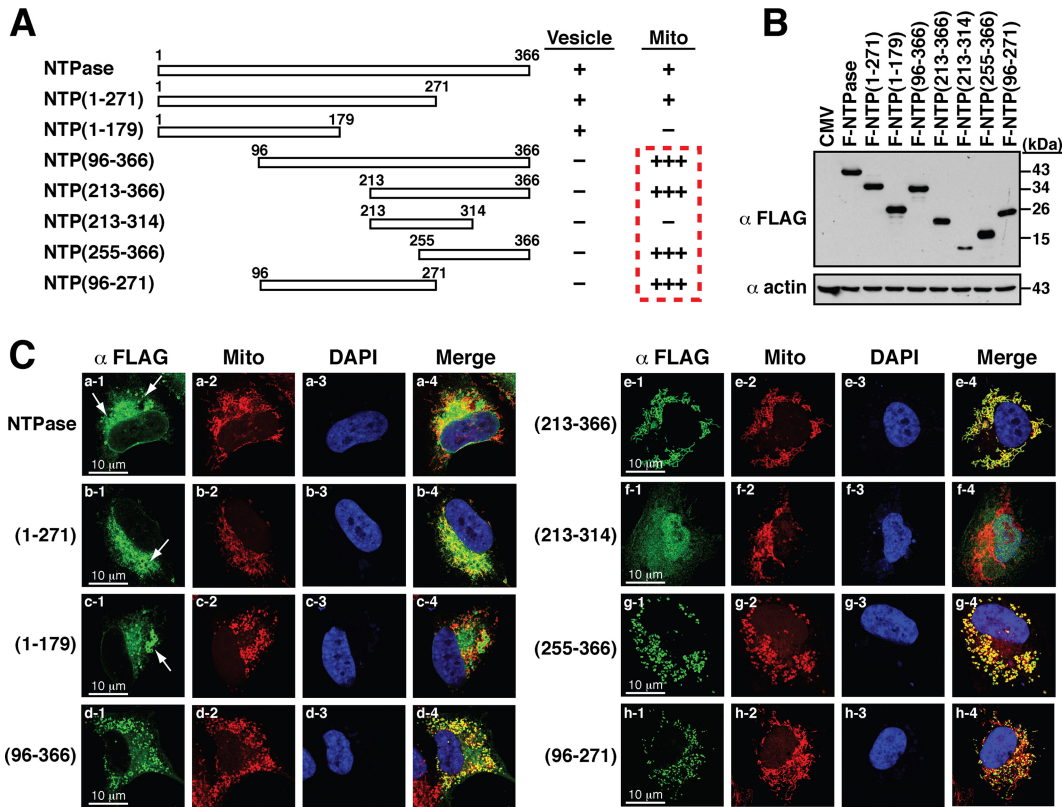 A
Vesicle Mito
NTPase 1 366 + +
NTP(1-271) 1 271 + +
NTP(1-179) 1 179 + –
NTP(96-366) 96 366 – +++
NTP(213-366) 213 366 – +++
NTP(213-314) 213 314 – –
NTP(255-366) 255 366 – +++
NTP(96-271) 96 271 – +++
B
CMV
F-NTPase
F-NTP(1-271)
F-NTP(1-179)
F-NTP(96-366)
F-NTP(213-366)
F-NTP(213-314)
F-NTP(255-366)
F-NTP(96-271)
(kDa)
43
34
26
15
α FLAG
α actin
43
C
α FLAG Mito DAPI Merge
NTPase
a-1 a-2 a-3 a-4
10 μm
(1-271)
b-1 b-2 b-3 b-4
10 μm
(1-179)
c-1 c-2 c-3 c-4
10 μm
(96-366)
d-1 d-2 d-3 d-4
10 μm
α FLAG Mito DAPI Merge
(213-366)
e-1 e-2 e-3 e-4
10 μm
(213-314)
f-1 f-2 f-3 f-4
10 μm
(255-366)
g-1 g-2 g-3 g-4
10 μm
(96-271)
h-1 h-2 h-3 h-4
10 μm